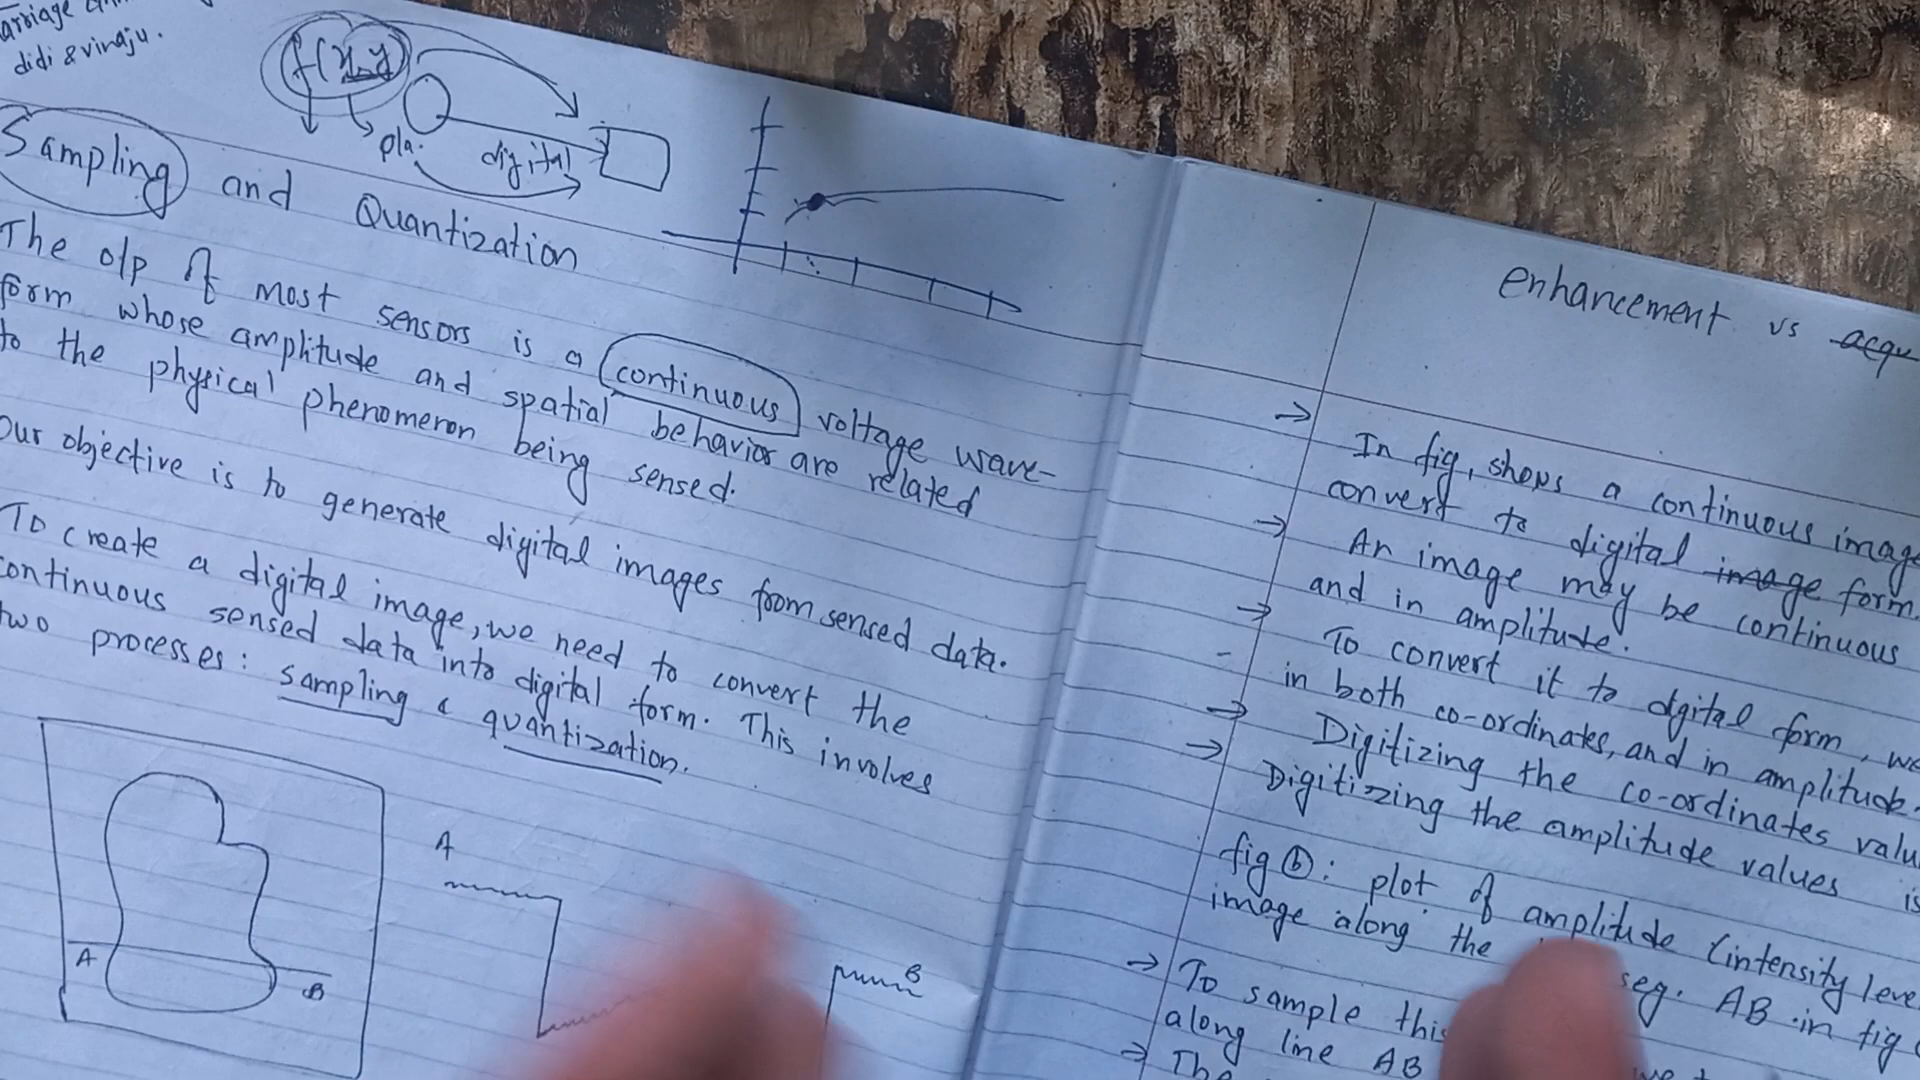 didi & viraju.
f(x,y)
pla.
digital
Sampling and Quantization
The o/p of most sensors is a continuous voltage wave-
form whose amplitude and spatial behavior are related
to the physical phenomenon being sensed.
Our objective is to generate digital images from sensed data.
To create a digital image, we need to convert the
continuous sensed data into digital form. This involves
two processes: sampling & quantization.
A
B
A
B
enhancement vs acqu
→ In fig, shows a continuous image
convert to digital image form.
→ An image may be continuous
and in amplitude.
→ To convert it to dgital form, we
in both co-ordinates, and in amplitude.
→ Digitizing the co-ordinates valu
→ Digitizing the amplitude values is
fig ⓑ: plot of amplitude (intensity leve
image along the seg. AB in fig
→ To sample this
along line AB
→ The